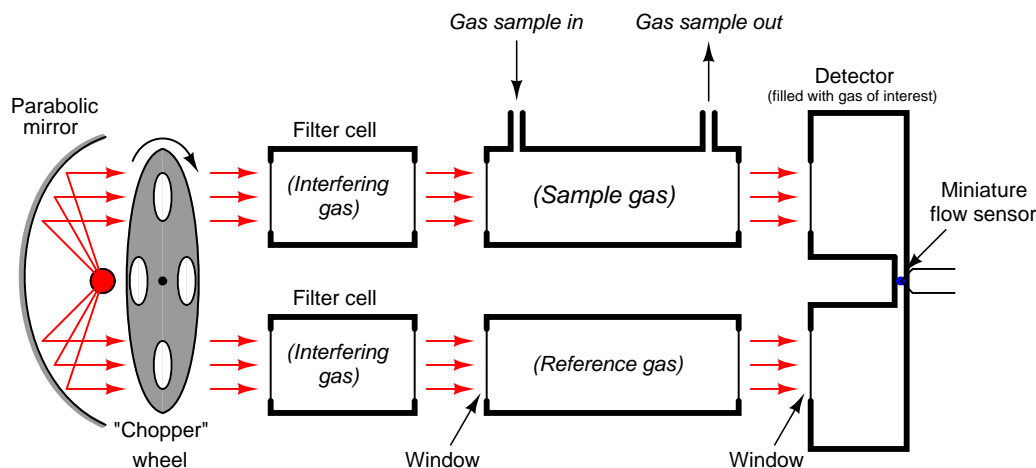 Gas sample in
Gas sample out
Detector
(filled with gas of interest)
Parabolic
mirror
Filter cell
(Interfering
gas)
(Sample gas)
Miniature
flow sensor
Filter cell
(Interfering
gas)
(Reference gas)
"Chopper"
wheel
Window
Window